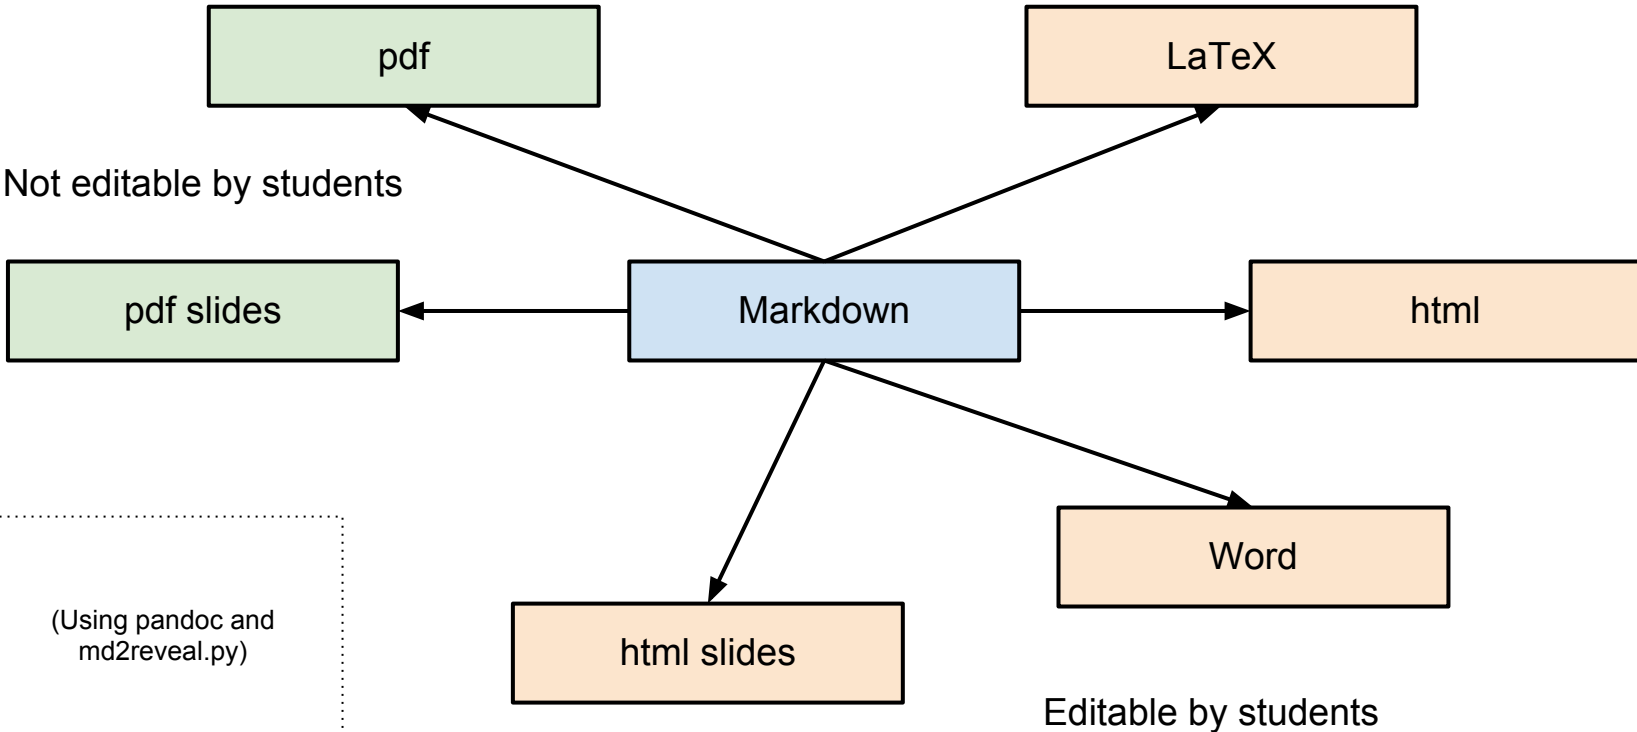 pdf
LaTeX
Not editable by students
pdf slides
Markdown
html
Word
(Using pandoc and
md2reveal.py)
html slides
Editable by students